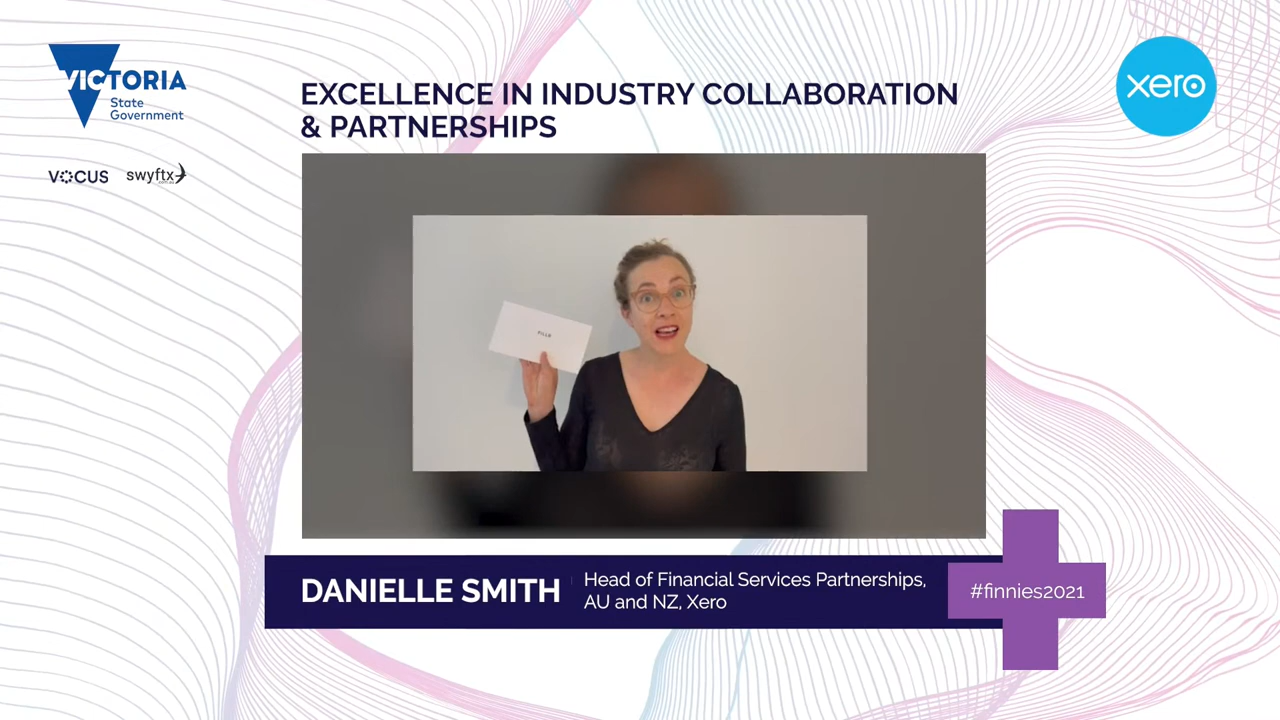 VICTORIA
State
Government
VOCUS
swyftx
EXCELLENCE IN INDUSTRY COLLABORATION
& PARTNERSHIPS
xero
DANIELLE SMITH
Head of Financial Services Partnerships,
AU and NZ, Xero
#finnies2021